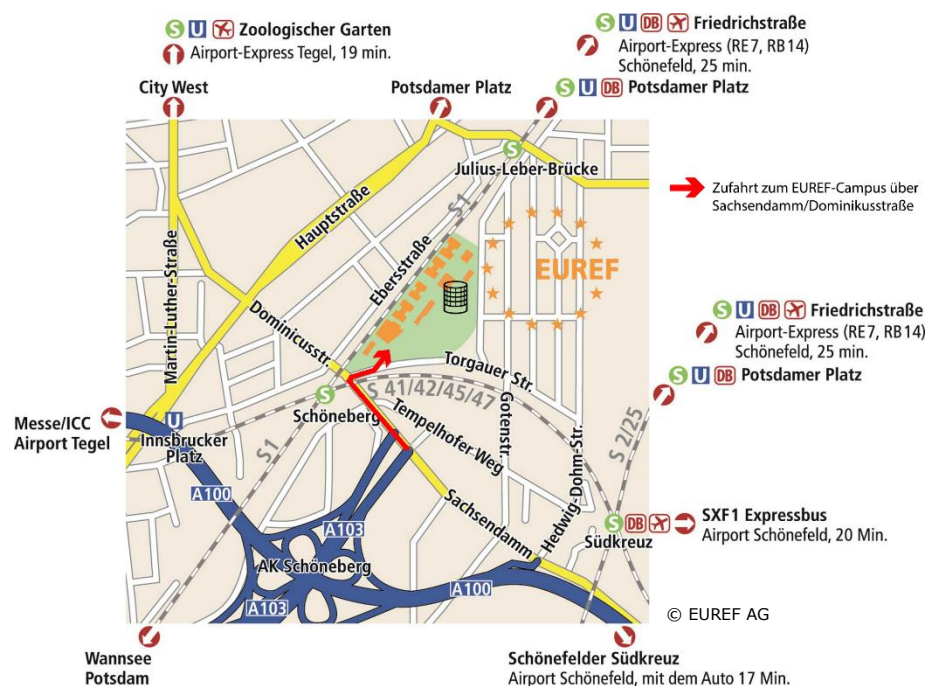 S U Zoologischer Garten
Airport-Express Tegel, 19 min.
S U DB Friedrichstraße
Airport-Express (RE7, RB14)
Schönefeld, 25 min.
City West
Potsdamer Platz
S U DB Potsdamer Platz
S
Julius-Leber-Brücke
Zufahrt zum EUREF-Campus über
Sachsendamm/Dominikusstraße
S1
Hauptstraße
Ebersstraße
EUREF
Martin-Luther-Straße
Dominicusstr.
S U DB Friedrichstraße
Airport-Express (RE7, RB14)
Schönefeld, 25 min.
Torgauer Str.
S U DB Potsdamer Platz
S 41/42/45/47
S
Schöneberg
Tempelhofer Weg
Gotenstr.
Hedwig-Dohm-Str.
S 2/25
Messe/ICC
Airport Tegel
U
Innsbrucker
Platz
S1
A100
A103
Sachsendamm
S DB
Südkreuz
SXF1 Expressbus
Airport Schönefeld, 20 Min.
AK Schöneberg
A100
A103
© EUREF AG
Wannsee
Potsdam
Schönefelder Südkreuz
Airport Schönefeld, mit dem Auto 17 Min.